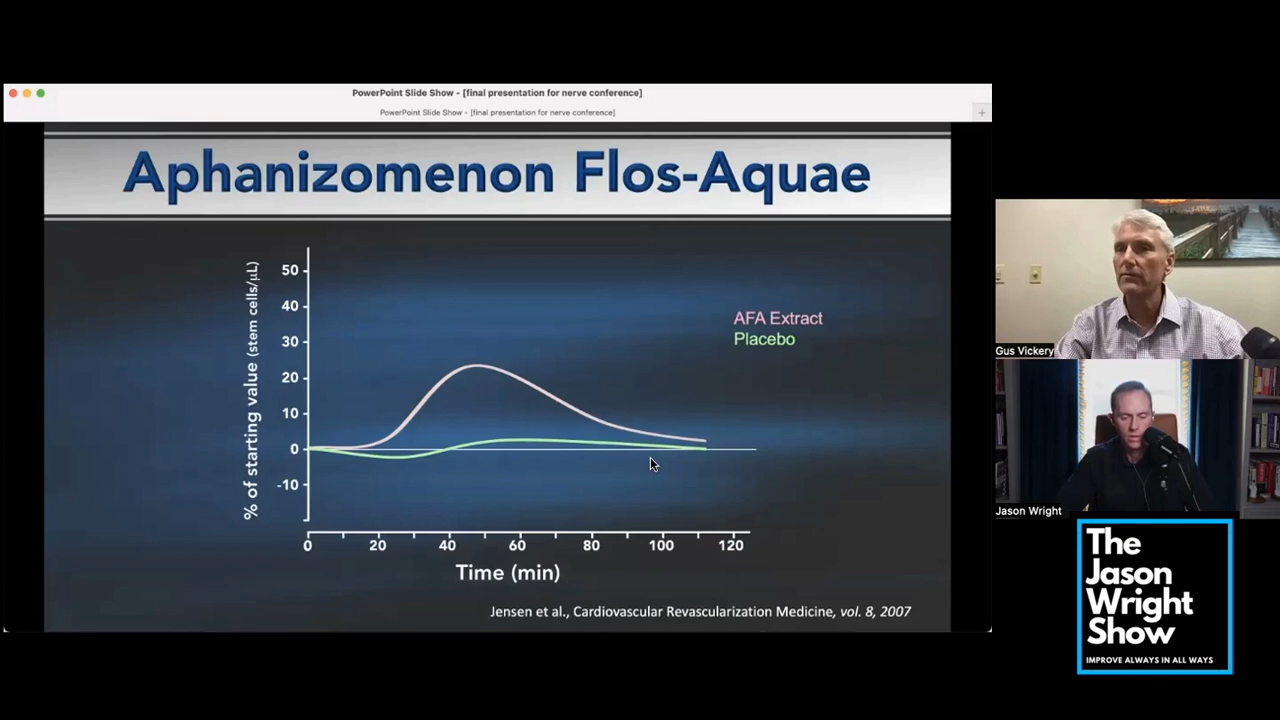 PowerPoint Slide Show - [final presentation for nerve conference]
PowerPoint Slide Show - [final presentation for nerve conference]
Aphanizomenon Flos-Aquae
% of starting value (stem cells/µL)
50
40
30
20
10
0
-10
AFA Extract
Placebo
0 20 40 60 80 100 120
Time (min)
Jensen et al., Cardiovascular Revascularization Medicine, vol. 8, 2007
Gus Vickery
Jason Wright
The
Jason
Wright
Show
IMPROVE ALWAYS IN ALL WAYS